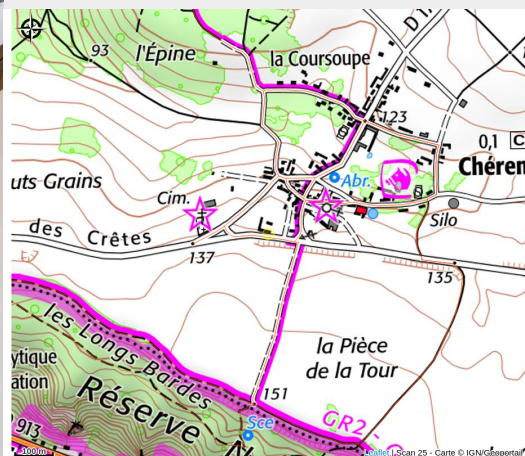 D 1
93
l'Épine
la Coursoupe
123
0,1
C
Chéren
Abr.
uts Grains
Cim.
Silo
des Crêtes
137
135
les Longs Bardes
la Pièce
de la Tour
ytique
ation
Réserve N
151
913
Sce
GR2 -
100 m
Leaflet | Scan 25 - Carte © IGN/Géoportail